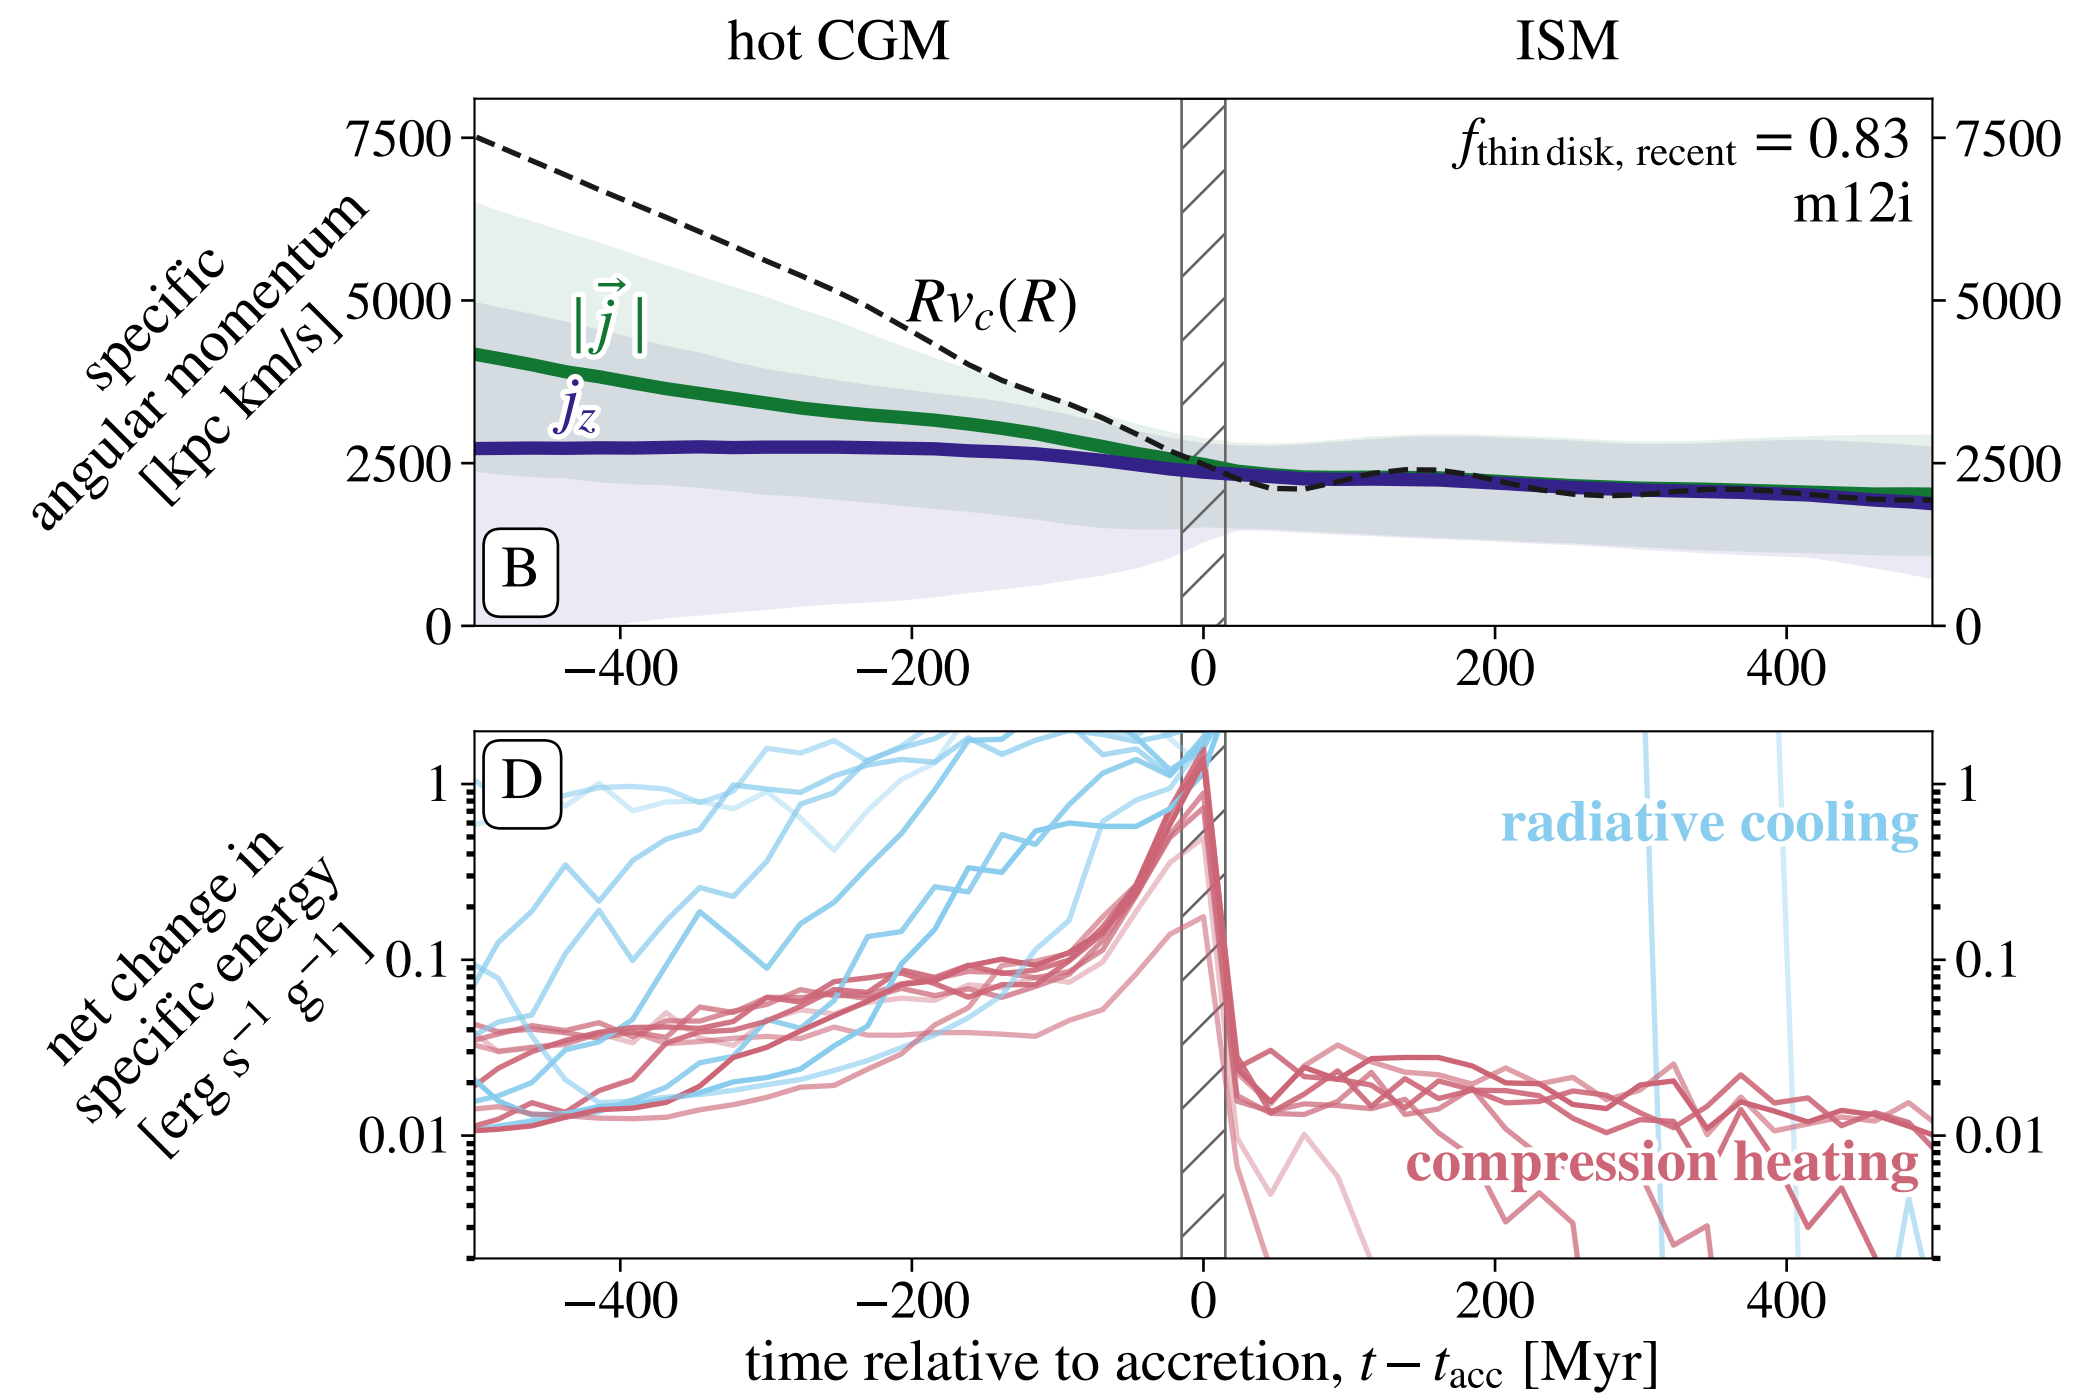 hot CGM
ISM
specific
angular momentum
[kpc km/s]
7500
5000
2500
0
7500
5000
2500
0
f_thin disk, recent = 0.83
m12i
Rv_c(R)
|j⃗|
j_z
B
−400
−200
0
200
400
net change in
specific energy
[erg s⁻¹ g⁻¹]
1
0.1
0.01
1
0.1
0.01
D
radiative cooling
compression heating
−400
−200
0
200
400
time relative to accretion, t − t_acc [Myr]